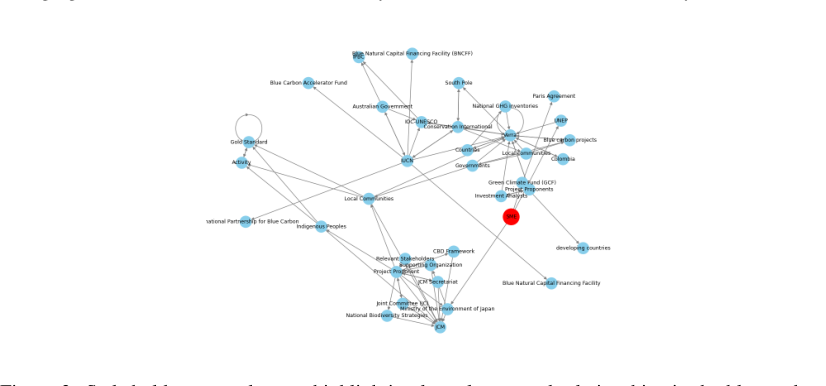 Blue Natural Capital Financing Facility (BNCFF)
Blue Carbon Accelerator Fund
South Pole
Paris Agreement
Australian Government
National GHG Inventories
IOC-UNESCO
Conservation International
UNEP
Verra
Blue carbon projects
Gold Standard
Countries
Local Communities
Activity
IUCN
Governments
Colombia
Green Climate Fund (GCF)
Project Proponents
Investment Analysts
Local Communities
national Partnership for Blue Carbon
Indigenous Peoples
developing countries
CBD Framework
Relevant Stakeholders
Supporting Organization
Project Proponent
JCM Secretariat
Blue Natural Capital Financing Facility
Joint Committee (JC)
Ministry of the Environment of Japan
National Biodiversity Strategies
JCM